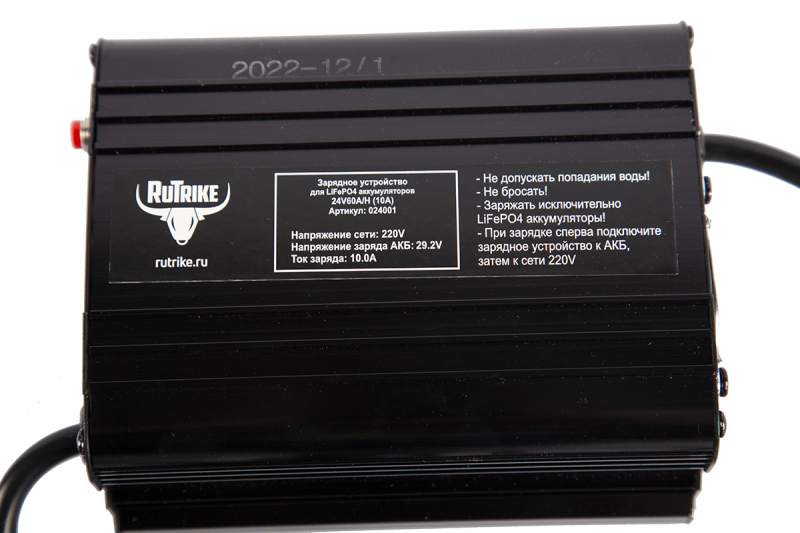 2022-12/1
RUTRIKE
rutrike.ru
Зарядное устройство
для LiFePO4 аккумуляторов
24V60A/H (10A)
Артикул: 024001
Напряжение сети: 220V
Напряжение заряда АКБ: 29.2V
Ток заряда: 10.0A
- Не допускать попадания воды!
- Не бросать!
- Заряжать исключительно
LiFePO4 аккумуляторы!
- При зарядке сперва подключите
зарядное устройство к АКБ,
затем к сети 220V